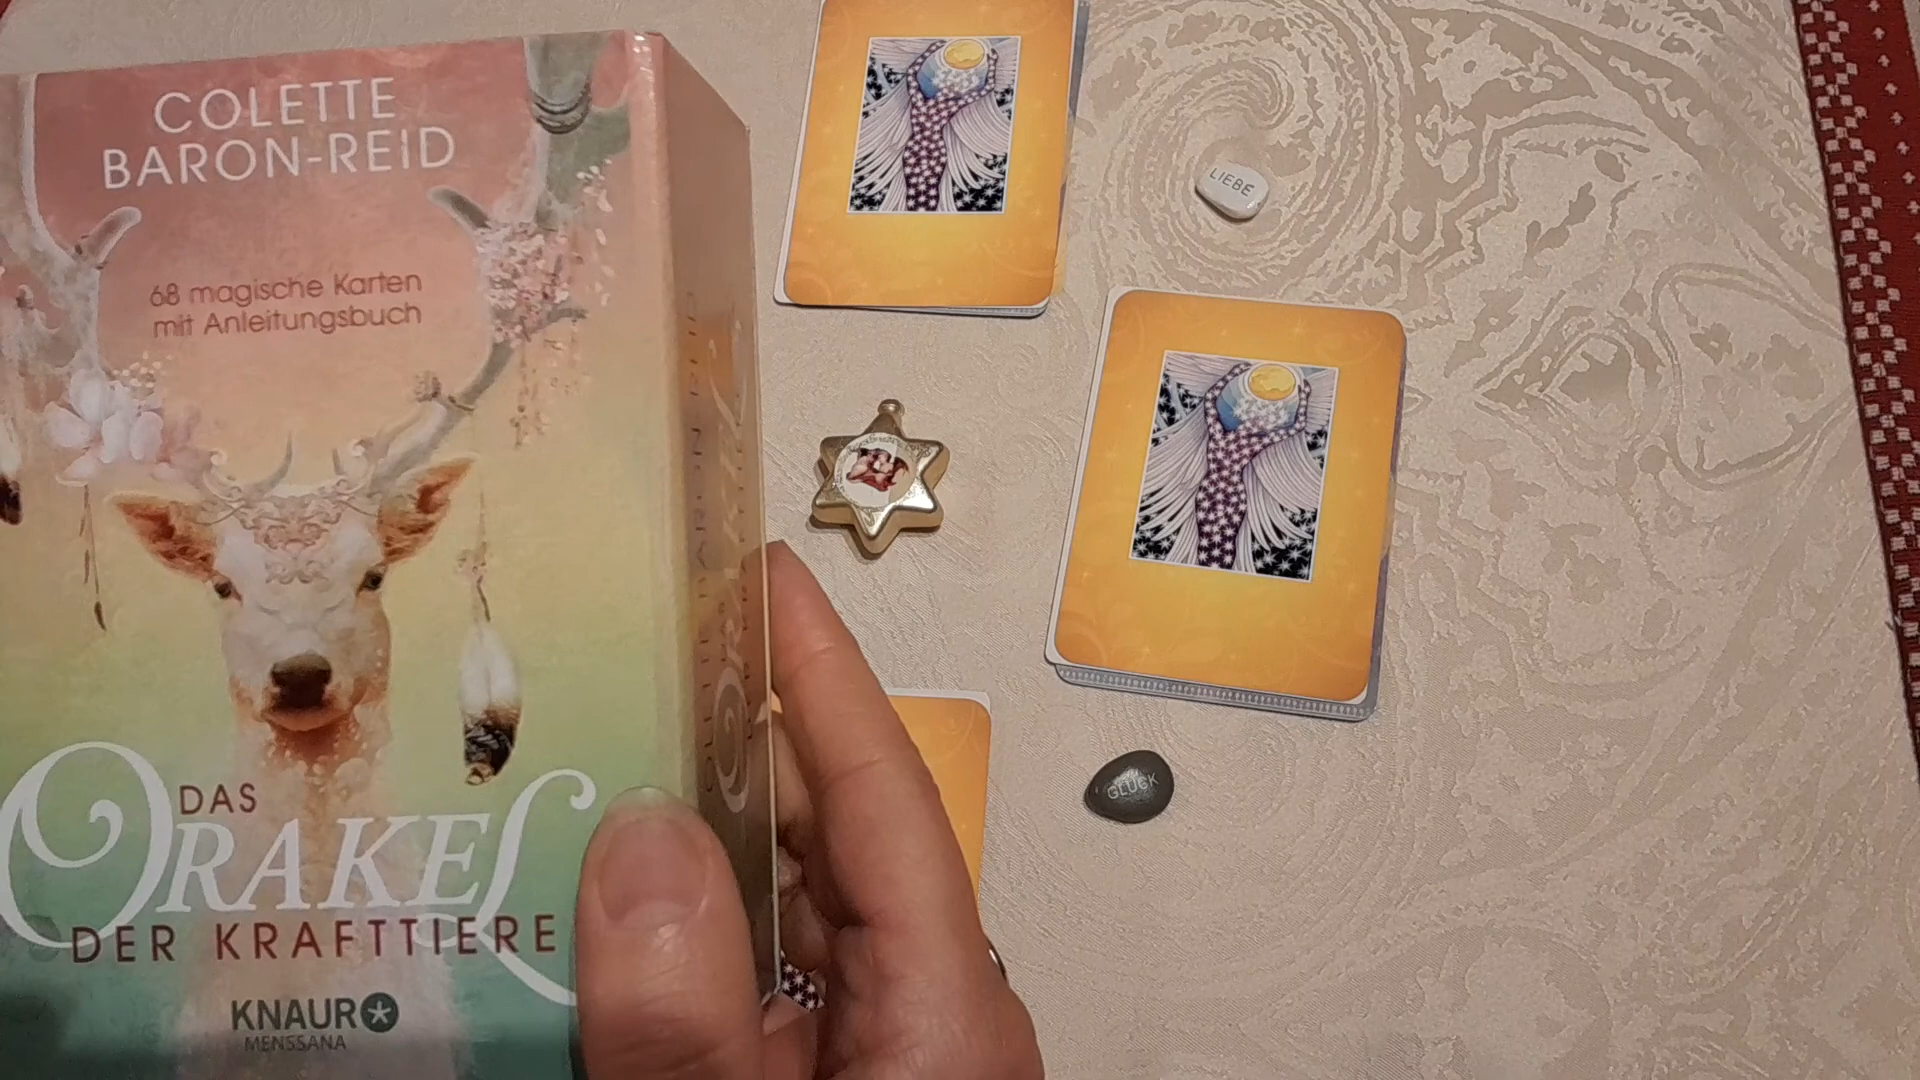 COLETTE
BARON-REID
68 magische Karten
mit Anleitungsbuch
DAS
ORAKEL
DER KRAFTTIERE
KNAUR
MENSSANA
LIEBE
GLÜCK